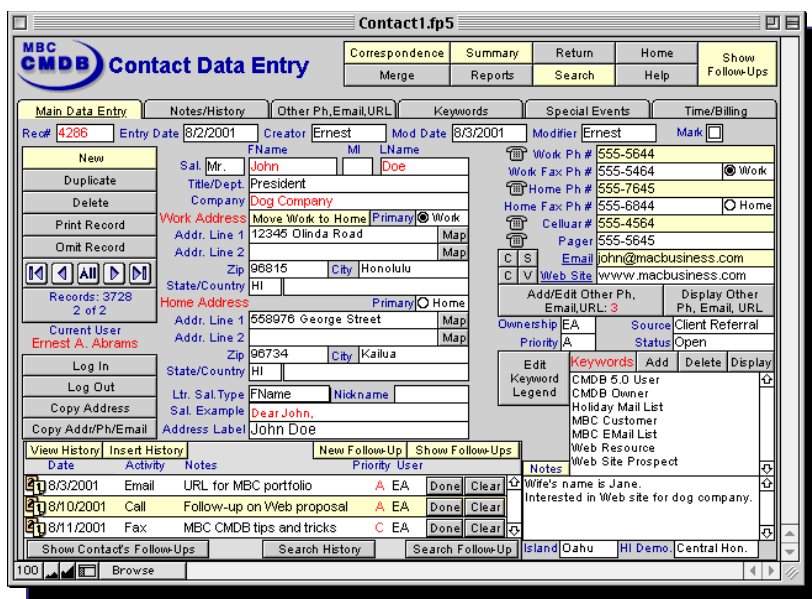 Contact1.fp5
MBC
CMDB Contact Data Entry
Correspondence Summary Return Home Show Follow-Ups
Merge Reports Search Help
Main Data Entry Notes/History Other Ph,Email,URL Keywords Special Events Time/Billing
Rec# 4286 Entry Date 8/2/2001 Creator Ernest Mod Date 8/3/2001 Modifier Ernest Mark
New
Duplicate
Delete
Print Record
Omit Record
All
Records: 3728
2 of 2
Current User
Ernest A. Abrams
Log In
Log Out
Copy Address
Copy Addr/Ph/Email
FName MI LName
Sal. Mr. John Doe
Title/Dept. President
Company Dog Company
Work Address Move Work to Home Primary Work
Addr. Line 1 12345 Olinda Road Map
Addr. Line 2 Map
Zip 96815 City Honolulu
State/Country HI
Home Address Primary Home
Addr. Line 1 558976 George Street Map
Addr. Line 2 Map
Zip 96734 City Kailua
State/Country HI
Ltr. Sal.Type FName Nickname
Sal. Example Dear John,
Address Label John Doe
Work Ph # 555-5644
Work Fax Ph # 555-5464 Work
Home Ph # 555-7645
Home Fax Ph # 555-6844 Home
Celluar # 555-4564
Pager 555-5645
C S Email john@macbusiness.com
C V Web Site www.macbusiness.com
Add/Edit Other Ph, Display Other
Email,URL: 3 Ph, Email, URL
Ownership EA Source Client Referral
Priority A Status Open
Edit
Keyword
Legend
Keywords Add Delete Display
CMDB 5.0 User
CMDB Owner
Holiday Mail List
MBC Customer
MBC EMail List
Web Resource
Web Site Prospect
View History Insert History New Follow-Up Show Follow-Ups
Date Activity Notes Priority User
8/3/2001 Email URL for MBC portfolio A EA Done Clear
8/10/2001 Call Follow-up on Web proposal A EA Done Clear
8/11/2001 Fax MBC CMDB tips and tricks C EA Done Clear
Show Contact's Follow-Ups Search History Search Follow-Up
Notes
Wife's name is Jane.
Interested in Web site for dog company.
Island Oahu HI Demo. Central Hon.
100 Browse